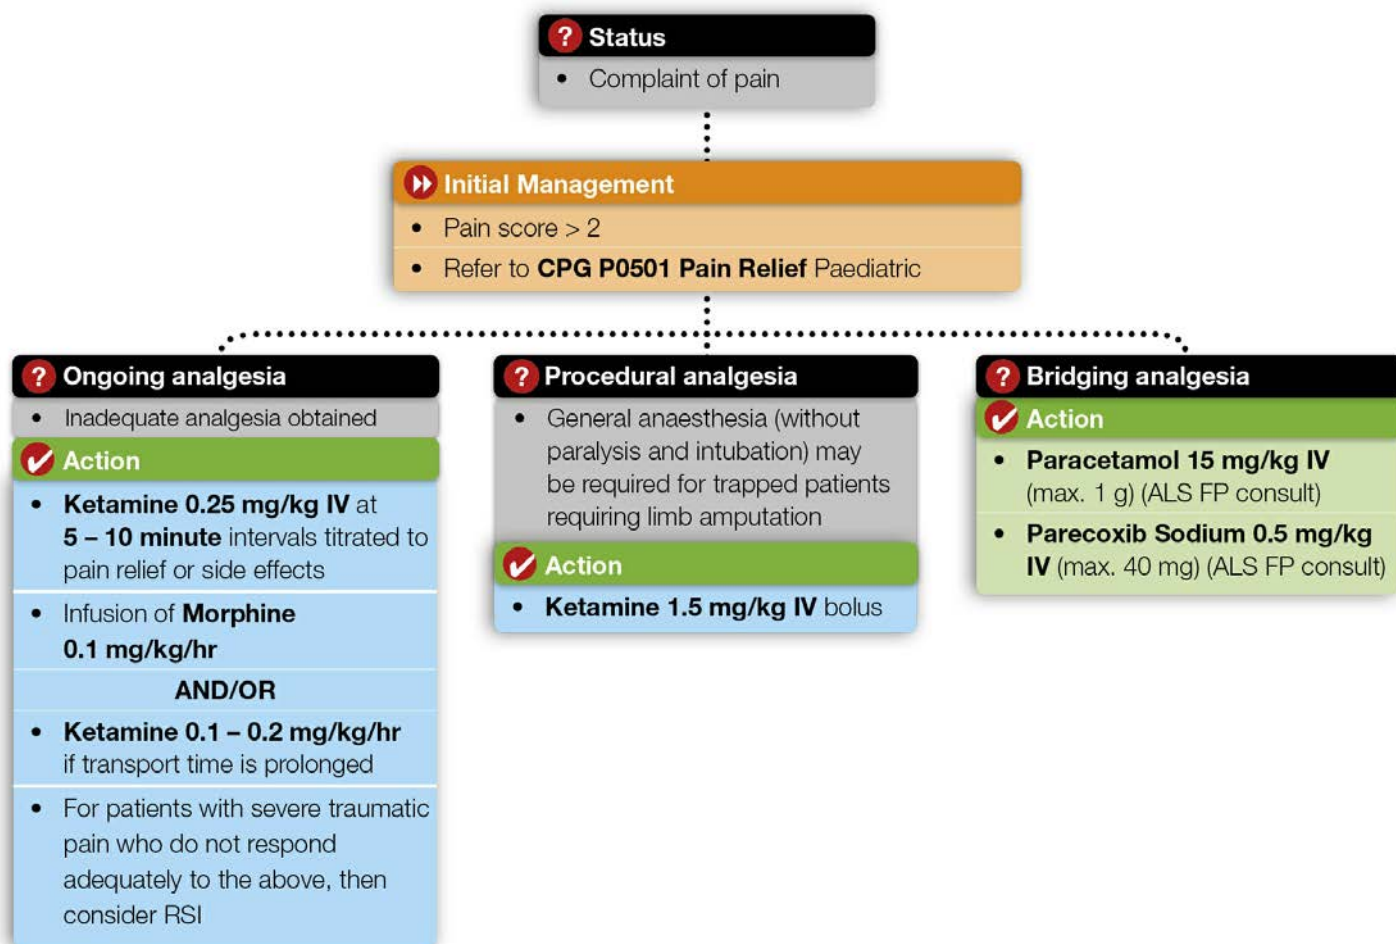 ? Status
• Complaint of pain
Initial Management
• Pain score > 2
• Refer to CPG P0501 Pain Relief Paediatric
? Ongoing analgesia
• Inadequate analgesia obtained
Action
• Ketamine 0.25 mg/kg IV at
5 – 10 minute intervals titrated to
pain relief or side effects
• Infusion of Morphine
0.1 mg/kg/hr
AND/OR
• Ketamine 0.1 – 0.2 mg/kg/hr
if transport time is prolonged
• For patients with severe traumatic
pain who do not respond
adequately to the above, then
consider RSI
? Procedural analgesia
• General anaesthesia (without
paralysis and intubation) may
be required for trapped patients
requiring limb amputation
Action
• Ketamine 1.5 mg/kg IV bolus
? Bridging analgesia
Action
• Paracetamol 15 mg/kg IV
(max. 1 g) (ALS FP consult)
• Parecoxib Sodium 0.5 mg/kg
IV (max. 40 mg) (ALS FP consult)